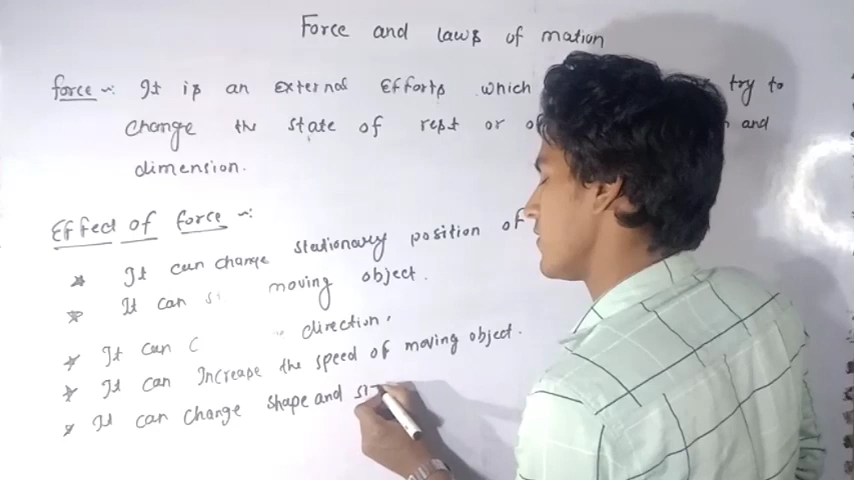 Force and laws of mation
force ~: It is an external Efforts which try to
change the state of rest or of and
dimension.
Effect of force ~:
* It can change stationary position of
* It can moving object.
* It can direction.
* It can Increase the speed of moving object.
* It can change shape and